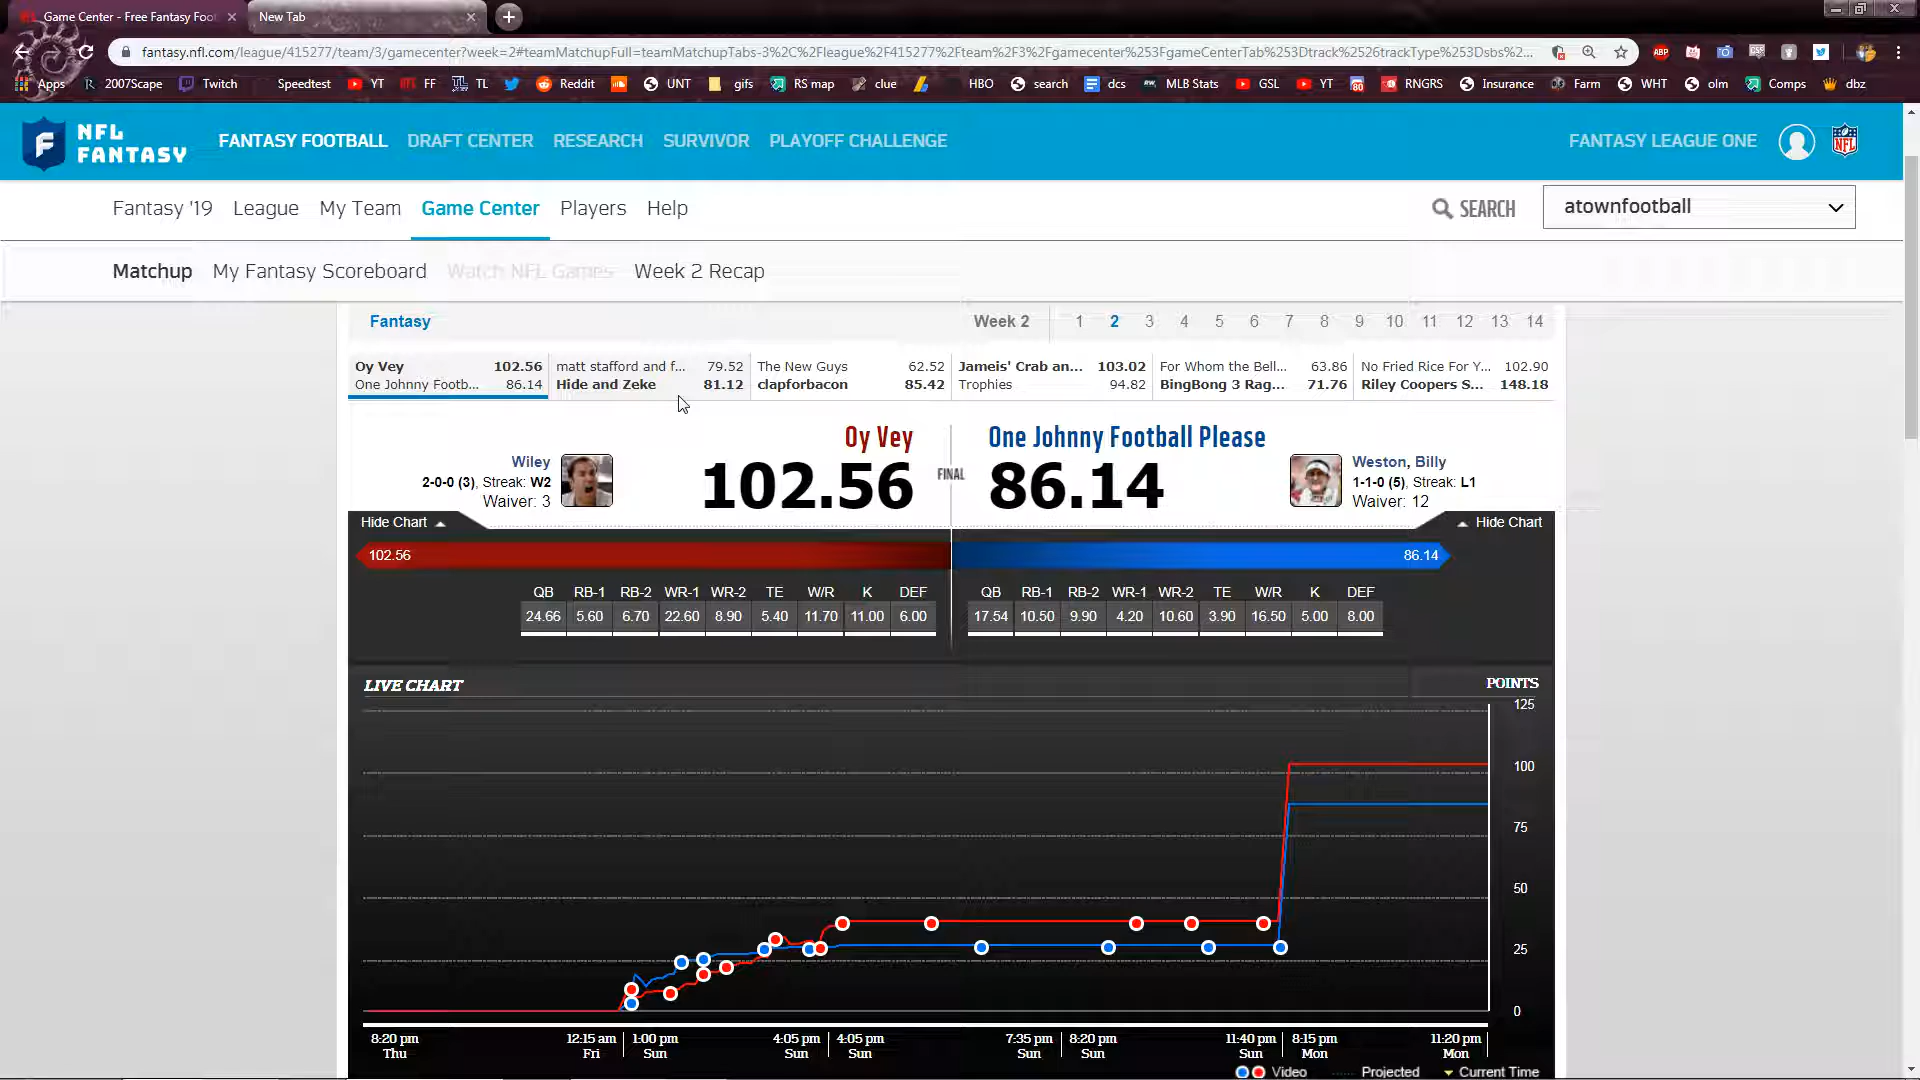 Game Center - Free Fantasy Foot
New Tab
fantasy.nfl.com/league/415277/team/3/gamecenter?week=2#teamMatchupFull=teamMatchupTabs-3%2C%2Fleague%2F415277%2Fteam%2F3%2Fgamecenter%253FgameCenterTab%253Dtrack%2526trackType%253Dsbs%2...
Apps 2007Scape Twitch Speedtest YT FF TL Reddit UNT gifs RS map clue HBO search dcs MLB Stats GSL YT RNGRS Insurance Farm WHT olm Comps dbz
NFL FANTASY
FANTASY FOOTBALL DRAFT CENTER RESEARCH SURVIVOR PLAYOFF CHALLENGE FANTASY LEAGUE ONE
Fantasy '19 League My Team Game Center Players Help SEARCH atownfootball
Matchup My Fantasy Scoreboard Watch NFL Games Week 2 Recap
Fantasy Week 2 1 2 3 4 5 6 7 8 9 10 11 12 13 14
Oy Vey 102.56 matt stafford and f... 79.52 The New Guys 62.52 Jameis' Crab an... 103.02 For Whom the Bell... 63.86 No Fried Rice For Y... 102.90
One Johnny Footb... 86.14 Hide and Zeke 81.12 clapforbacon 85.42 Trophies 94.82 BingBong 3 Rag... 71.76 Riley Coopers S... 148.18
Oy Vey One Johnny Football Please
Wiley 102.56 FINAL 86.14 Weston, Billy
2-0-0 (3), Streak: W2 1-1-0 (5), Streak: L1
Waiver: 3 Waiver: 12
Hide Chart Hide Chart
102.56 86.14
QB RB-1 RB-2 WR-1 WR-2 TE W/R K DEF QB RB-1 RB-2 WR-1 WR-2 TE W/R K DEF
24.66 5.60 6.70 22.60 8.90 5.40 11.70 11.00 6.00 17.54 10.50 9.90 4.20 10.60 3.90 16.50 5.00 8.00
LIVE CHART POINTS
125
100
75
50
25
0
8:20 pm 12:15 am 1:00 pm 4:05 pm 4:05 pm 7:35 pm 8:20 pm 11:40 pm 8:15 pm 11:20 pm
Thu Fri Sun Sun Sun Sun Sun Sun Mon Mon
Video Projected Current Time